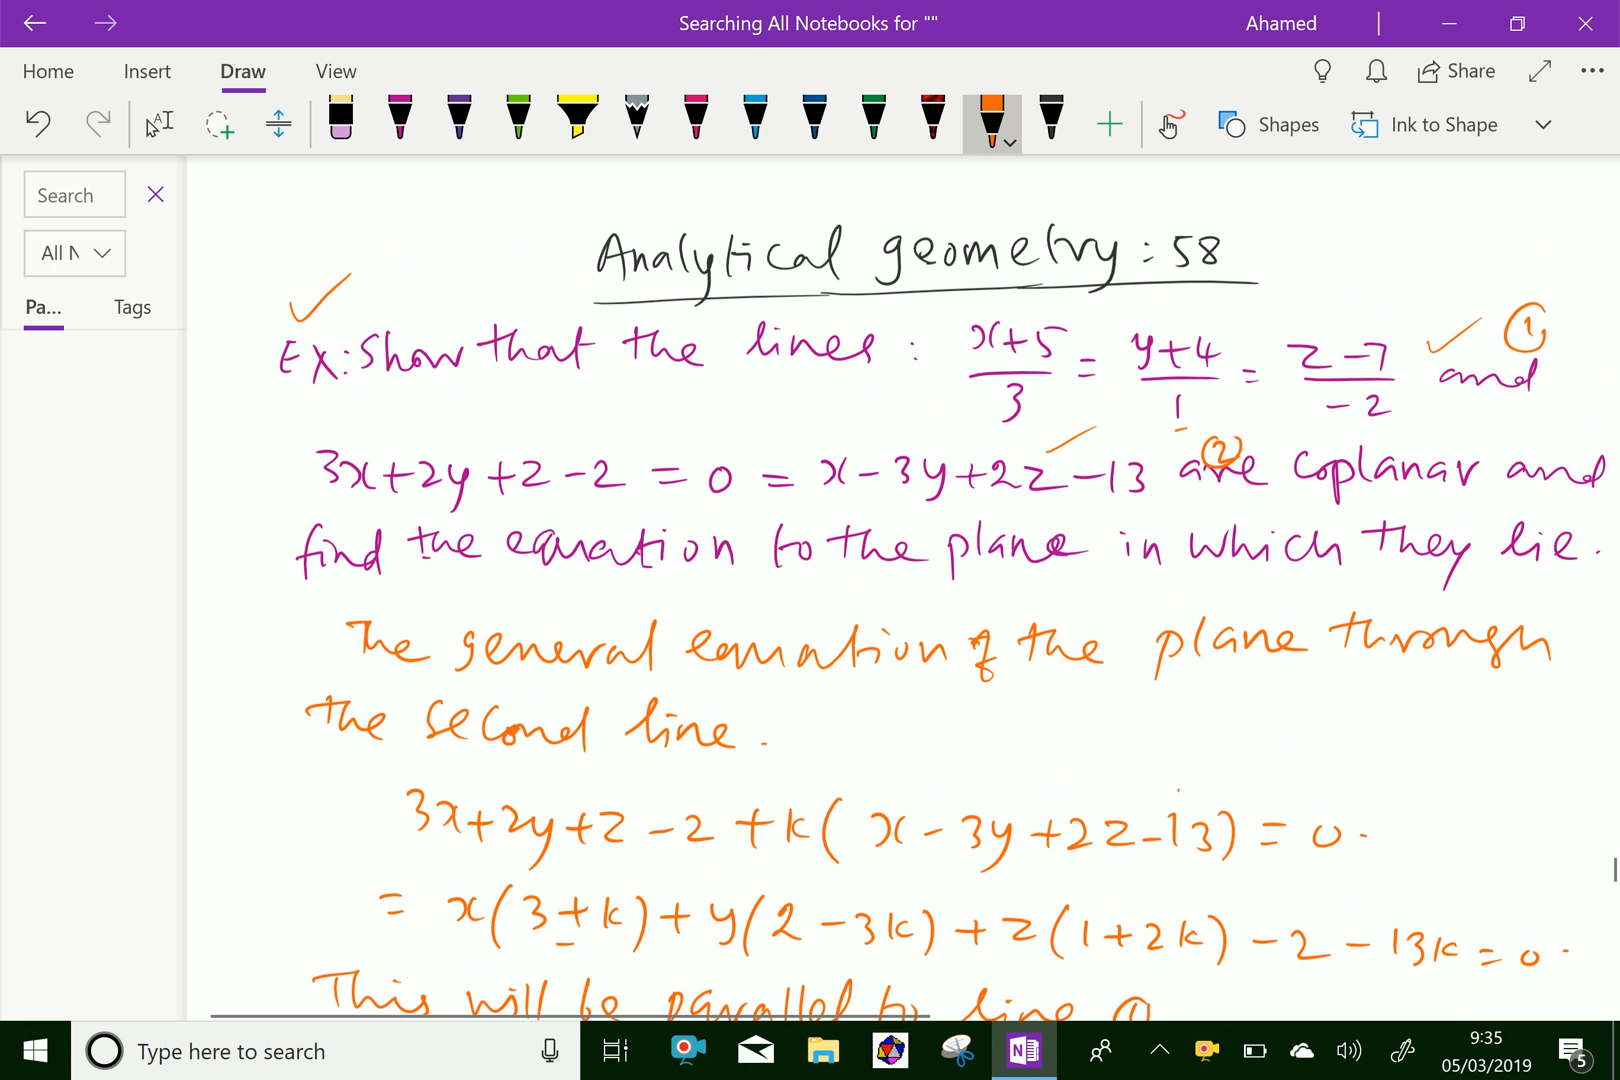 Searching All Notebooks for ""
Ahamed
Home Insert Draw View
Share
Shapes
Ink to Shape
Search
All N
Pa... Tags
Analytical geometry: 58
EX: Show that the lines : x+5/3 = y+4/1 = z-7/-2 and ①
3x+2y+z-2 = 0 = x-3y+2z-13 are coplanar and ②
find the equation to the plane in which they lie.
The general equation of the plane through
the second line.
3x+2y+z-2+k(x-3y+2z-13) = 0.
= x(3+k)+y(2-3k)+z(1+2k)-2-13k = 0.
This will be parallel to line ①
Type here to search
N
9:35
05/03/2019
5